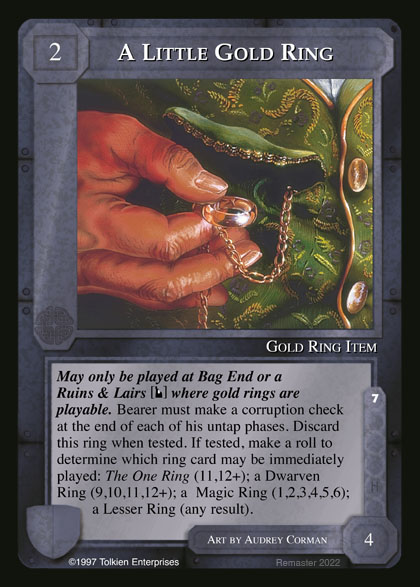 2
A Little Gold Ring
Gold Ring Item
May only be played at Bag End or a
Ruins & Lairs [] where gold rings are
playable. Bearer must make a corruption check
at the end of each of his untap phases. Discard
this ring when tested. If tested, make a roll to
determine which ring card may be immediately
played: The One Ring (11,12+); a Dwarven
Ring (9,10,11,12+); a Magic Ring (1,2,3,4,5,6);
a Lesser Ring (any result).
7
H
Art by Audrey Corman
4
©1997 Tolkien Enterprises
Remaster 2022